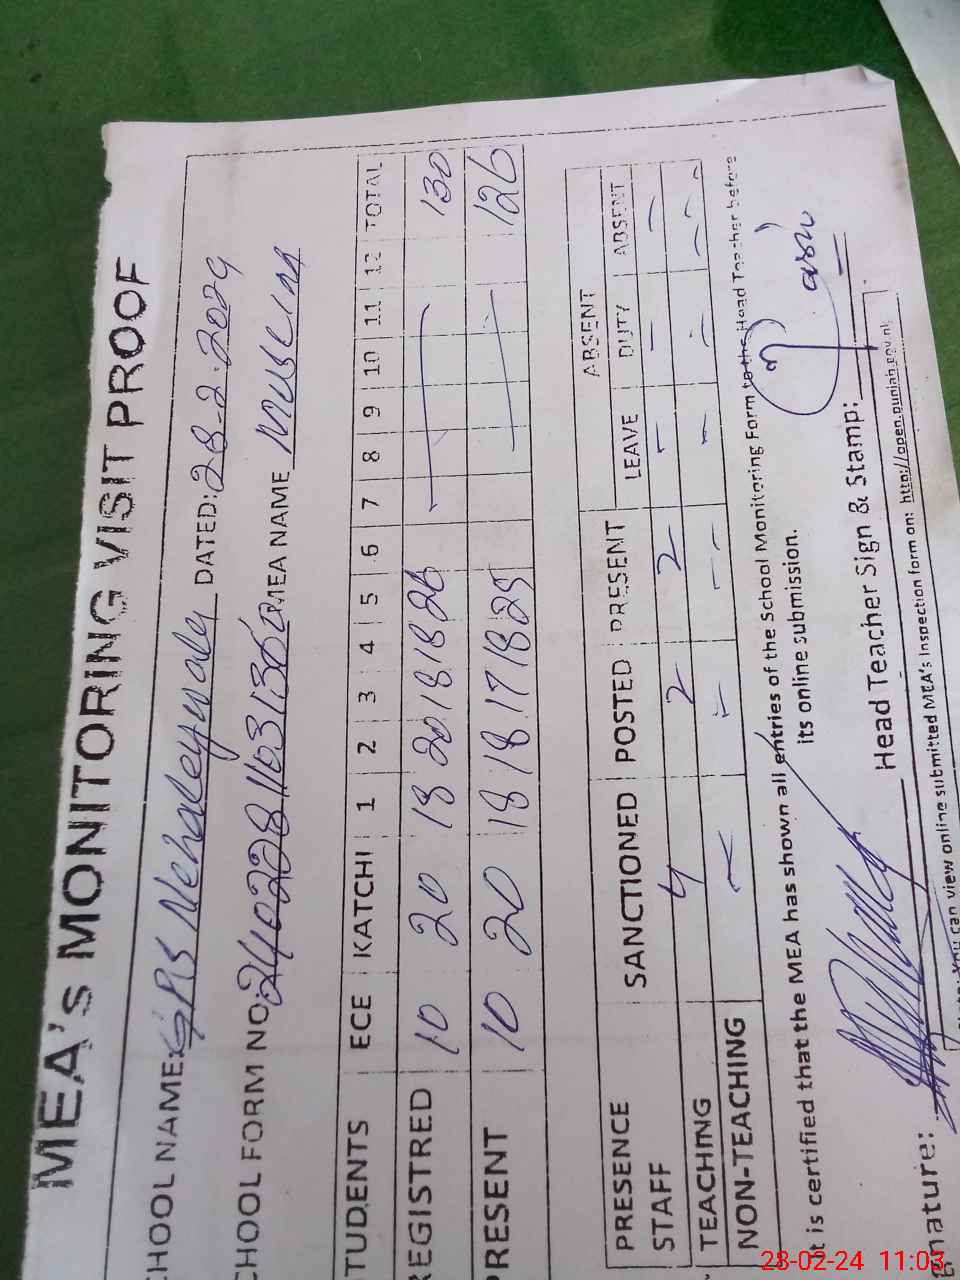 MEA's MONITORING VISIT PROOF
CHOOL NAME: GPS Nehaleywala DATED: 28-2-2024
CHOOL FORM NO: MEA NAME
TUDENTS ECE KATCHI 1 2 3 4 5 6 7 8 9 10 11 12 TOTAL
REGISTRED 10 20 18 20 18 18 26 130
PRESENT 10 20 18 18 17 18 25 126
PRESENCE SANCTIONED POSTED PRESENT ABSENT
STAFF LEAVE DUTY ABSENT
TEACHING 4 2 2 - - -
NON-TEACHING - - - - - -
It is certified that the MEA has shown all entries of the School Monitoring Form to the Head Teacher before
its online submission.
gnature: Head Teacher Sign & Stamp:
You can view online submitted MEA's Inspection form on: http://open.punjab.gov.pk
28-02-24 11:03